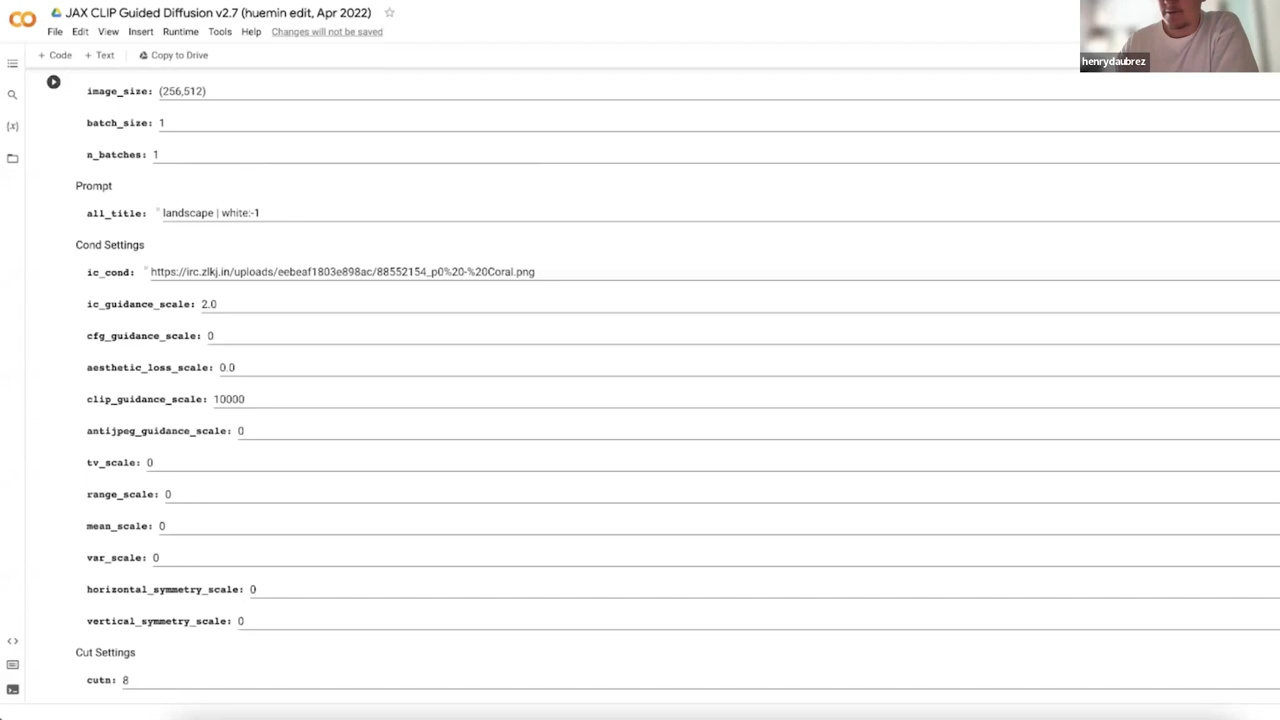 JAX CLIP Guided Diffusion v2.7 (huemin edit, Apr 2022)
File Edit View Insert Runtime Tools Help Changes will not be saved
+ Code + Text Copy to Drive
henrydaubrez
image_size: (256,512)
batch_size: 1
n_batches: 1
Prompt
all_title: " landscape | white:-1
Cond Settings
ic_cond: " https://irc.zlkj.in/uploads/eebeaf1803e898ac/88552154_p0%20-%20Coral.png
ic_guidance_scale: 2.0
cfg_guidance_scale: 0
aesthetic_loss_scale: 0.0
clip_guidance_scale: 10000
antijpeg_guidance_scale: 0
tv_scale: 0
range_scale: 0
mean_scale: 0
var_scale: 0
horizontal_symmetry_scale: 0
vertical_symmetry_scale: 0
Cut Settings
cutn: 8